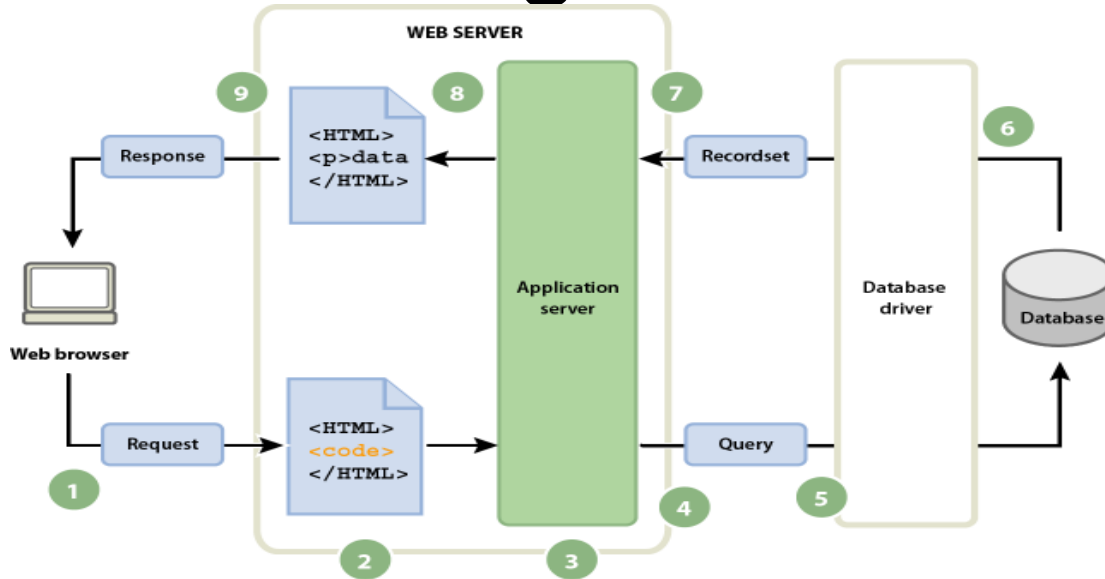 WEB SERVER
9
8
7
6
Response
<HTML>
<p>data
</HTML>
Recordset
Application
server
Database
driver
Database
Web browser
Request
<HTML>
<code>
</HTML>
Query
1
2
3
4
5